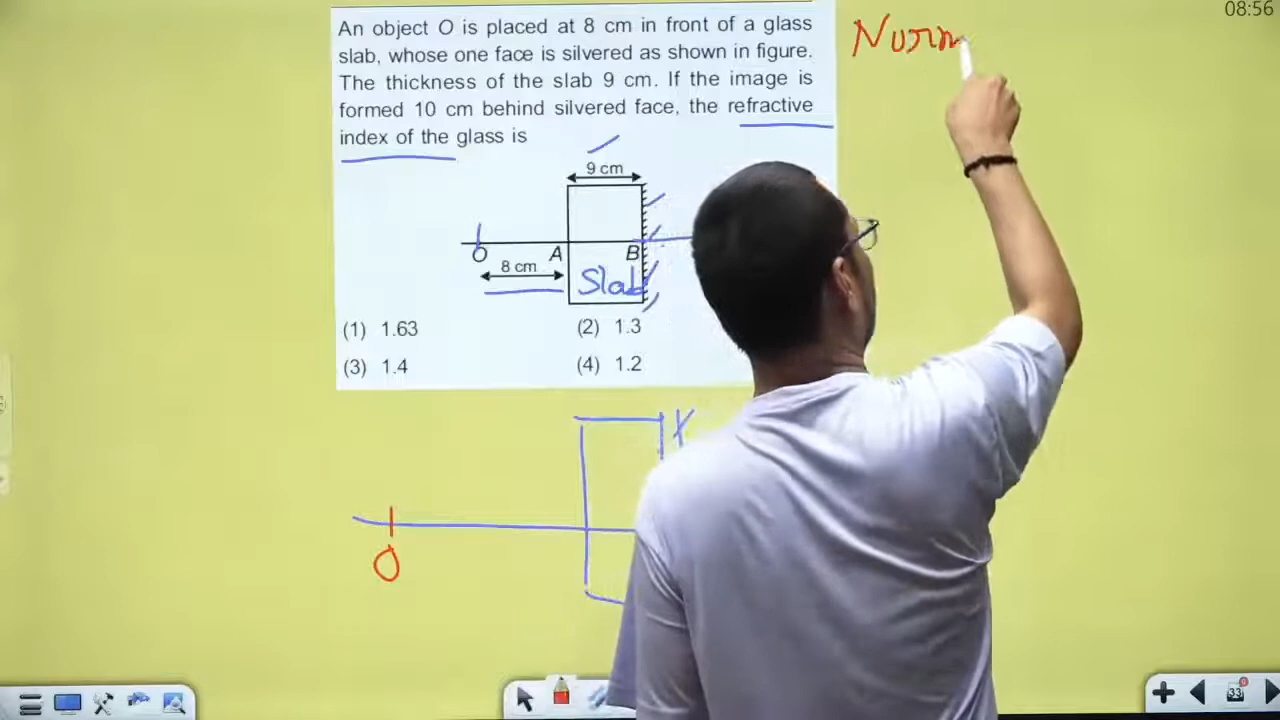 08:56
An object O is placed at 8 cm in front of a glass
slab, whose one face is silvered as shown in figure.
The thickness of the slab 9 cm. If the image is
formed 10 cm behind silvered face, the refractive
index of the glass is
Norm
9 cm
O
A
B
8 cm
Slab
(1) 1.63
(2) 1.3
(3) 1.4
(4) 1.2
O
33